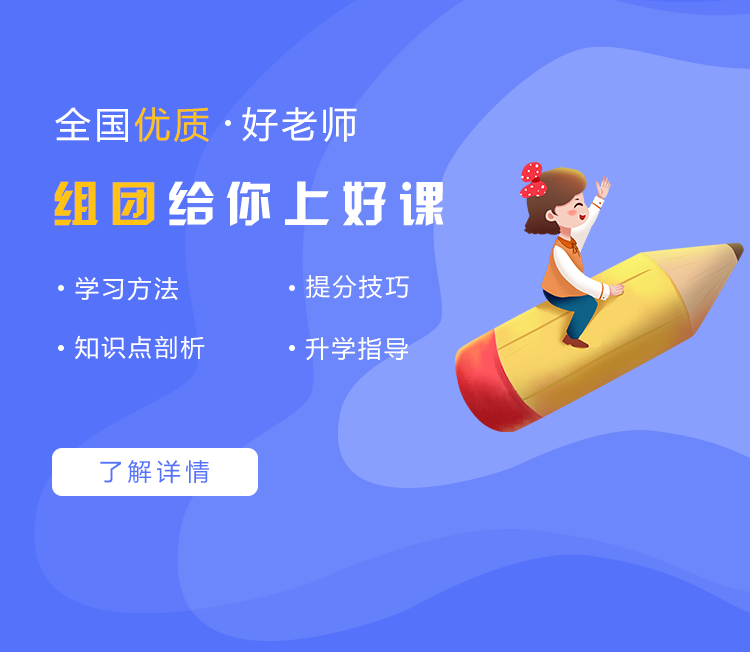 全国优质·好老师
组团给你上好课
·学习方法 ·提分技巧
·知识点剖析 ·升学指导
了解详情